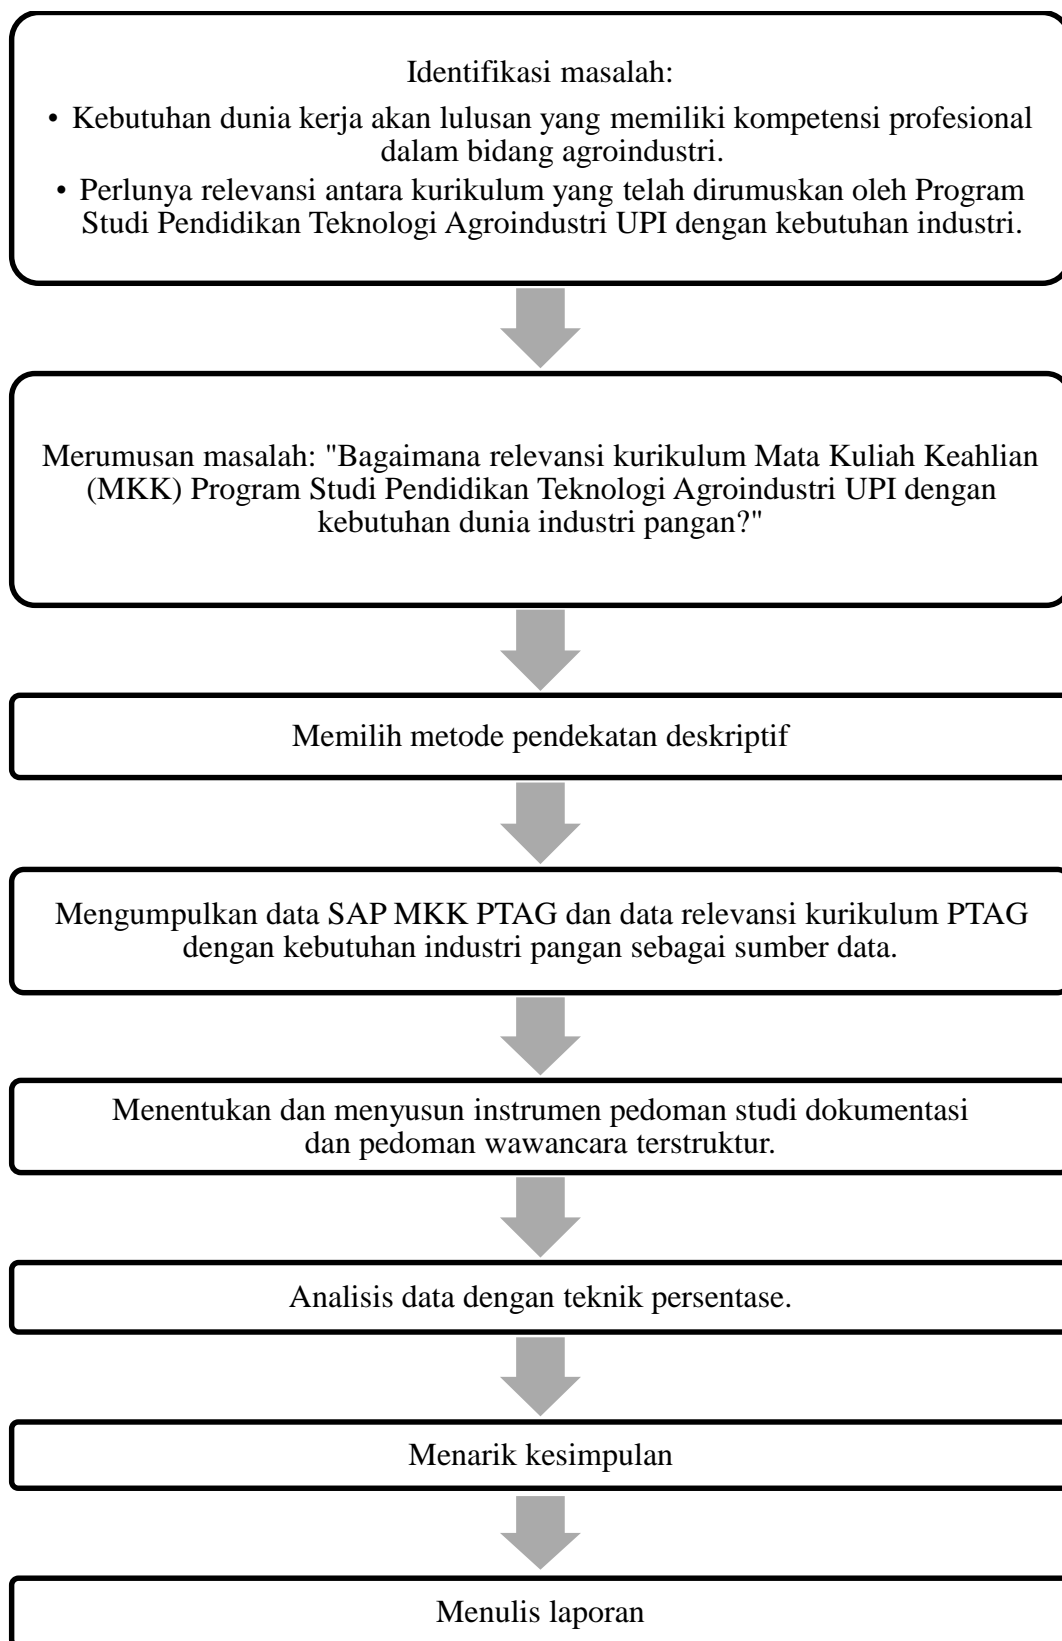 Identifikasi masalah:
• Kebutuhan dunia kerja akan lulusan yang memiliki kompetensi profesional
dalam bidang agroindustri.
• Perlunya relevansi antara kurikulum yang telah dirumuskan oleh Program
Studi Pendidikan Teknologi Agroindustri UPI dengan kebutuhan industri.
Merumusan masalah: "Bagaimana relevansi kurikulum Mata Kuliah Keahlian
(MKK) Program Studi Pendidikan Teknologi Agroindustri UPI dengan
kebutuhan dunia industri pangan?"
Memilih metode pendekatan deskriptif
Mengumpulkan data SAP MKK PTAG dan data relevansi kurikulum PTAG
dengan kebutuhan industri pangan sebagai sumber data.
Menentukan dan menyusun instrumen pedoman studi dokumentasi
dan pedoman wawancara terstruktur.
Analisis data dengan teknik persentase.
Menarik kesimpulan
Menulis laporan